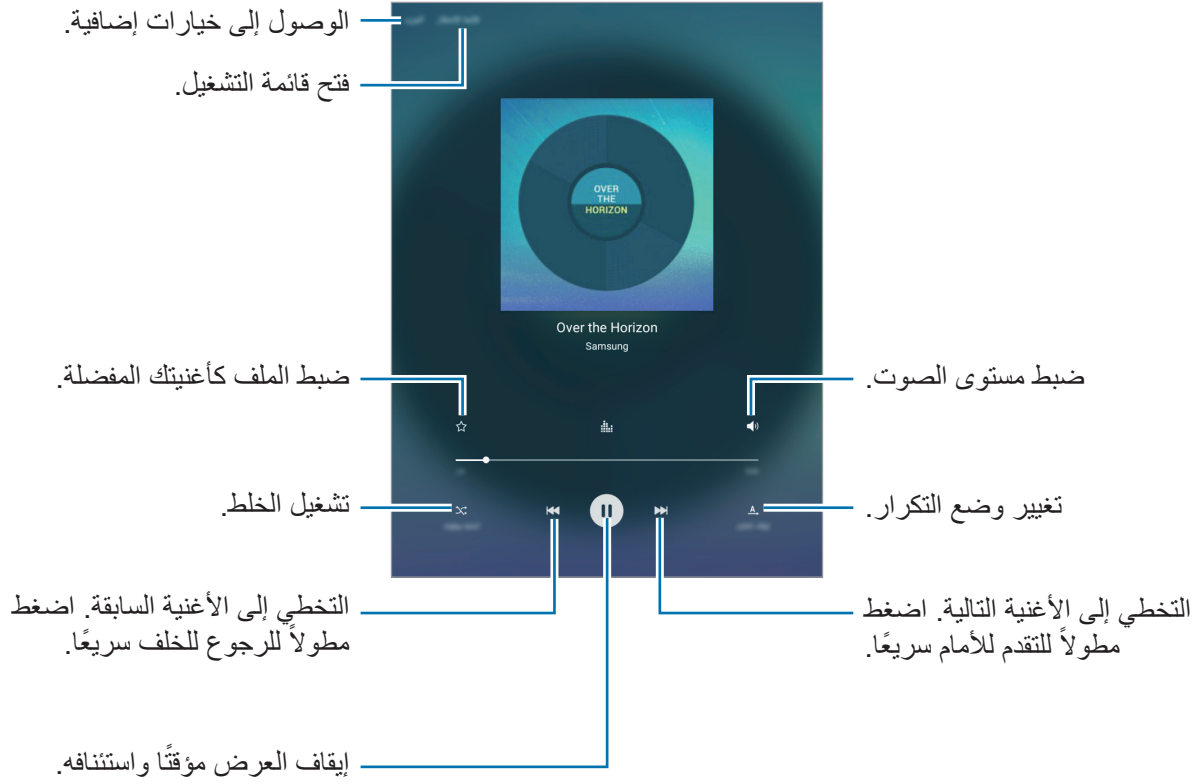 الوصول إلى خيارات إضافية.
فتح قائمة التشغيل.
OVER
THE
HORIZON
Over the Horizon
Samsung
ضبط مستوى الصوت.
ضبط الملف كأغنيتك المفضلة.
تغيير وضع التكرار.
A
تشغيل الخلط.
التخطي إلى الأغنية التالية. اضغط
مطولاً للتقدم للأمام سريعًا.
التخطي إلى الأغنية السابقة. اضغط
مطولاً للرجوع للخلف سريعًا.
إيقاف العرض مؤقتًا واستئنافه.